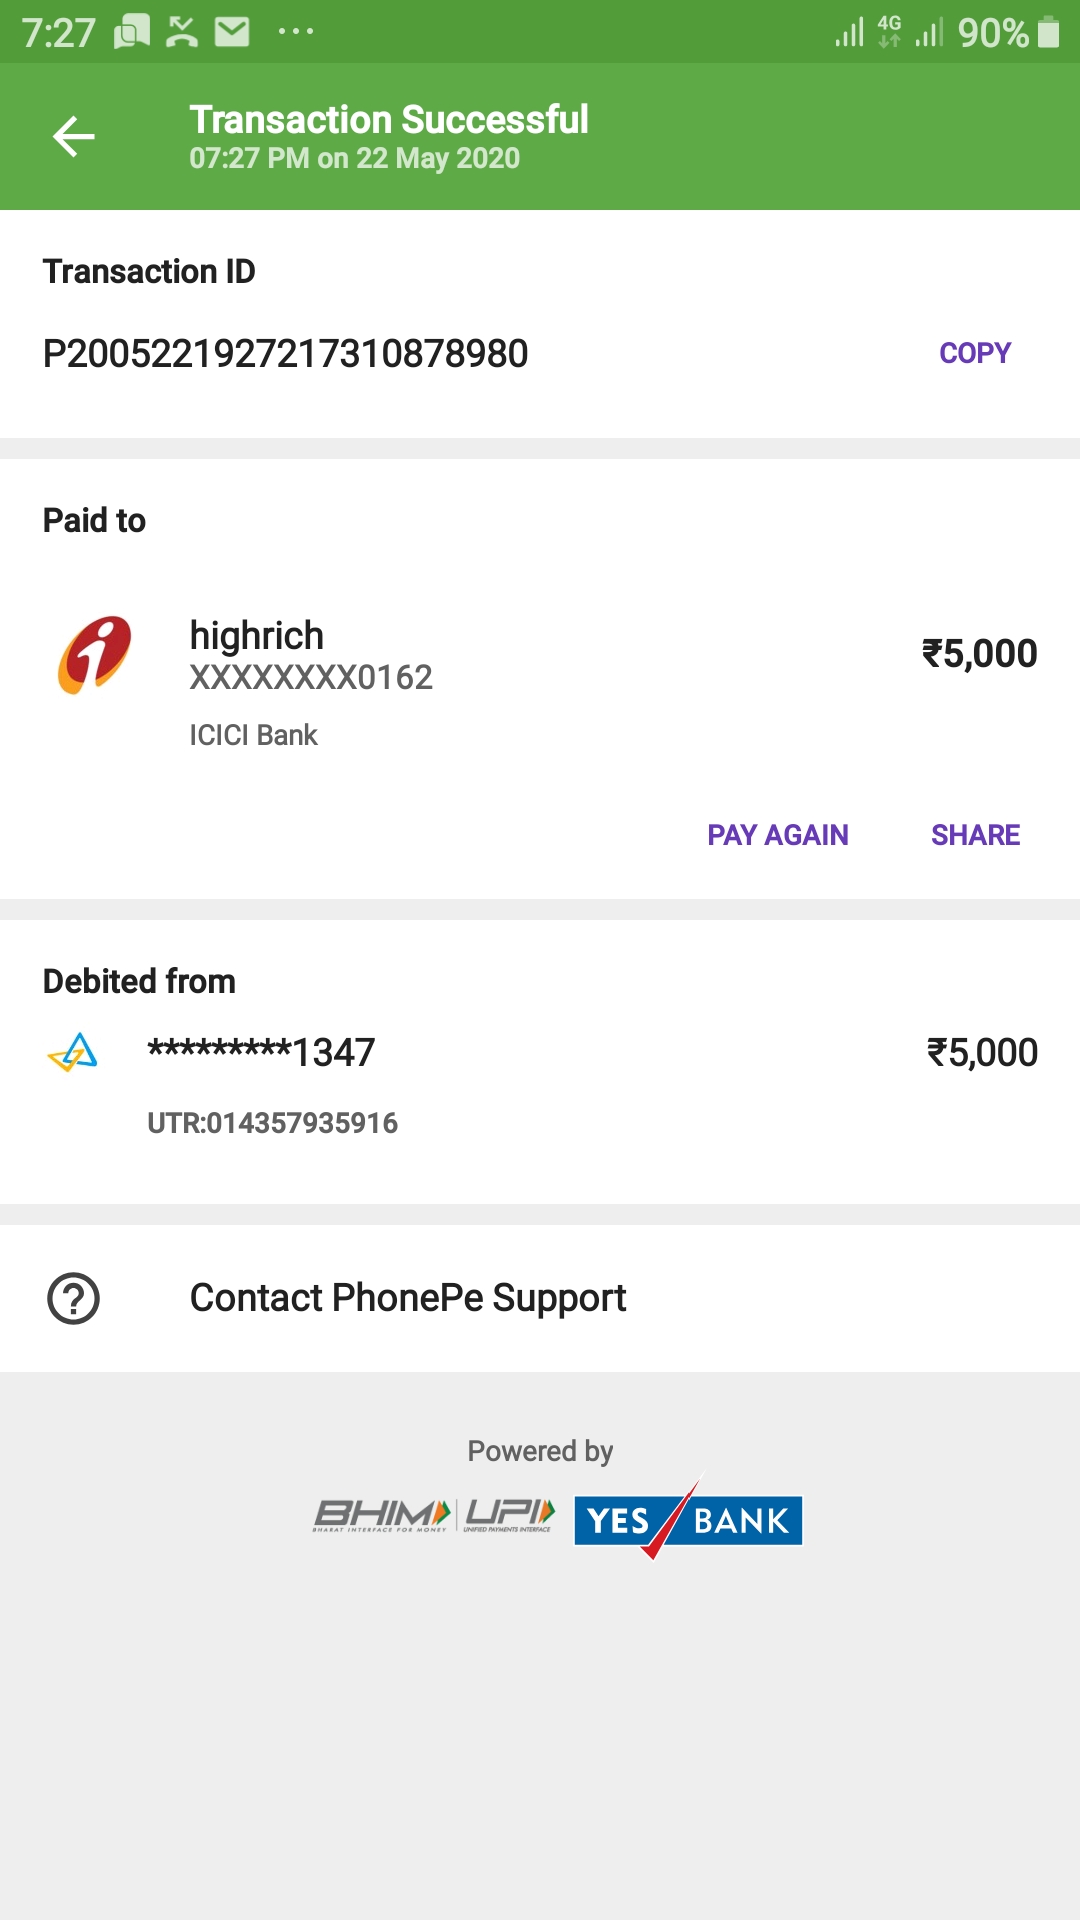 7:27 4G 90%
Transaction Successful
07:27 PM on 22 May 2020
Transaction ID
P2005221927217310878980 COPY
Paid to
highrich ₹5,000
XXXXXXXX0162
ICICI Bank
PAY AGAIN SHARE
Debited from
*********1347 ₹5,000
UTR:014357935916
Contact PhonePe Support
Powered by
BHIM UPI YES BANK
BHARAT INTERFACE FOR MONEY UNIFIED PAYMENTS INTERFACE